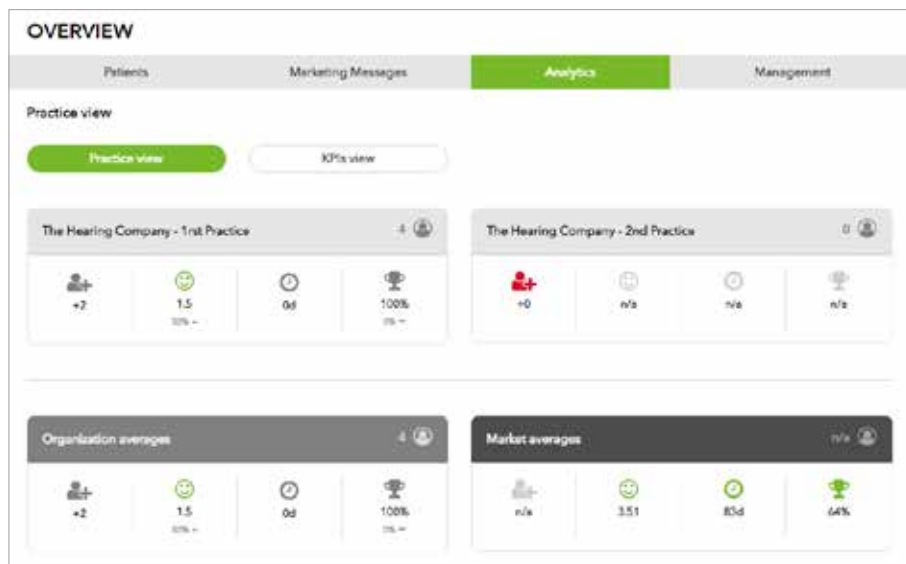 OVERVIEW
Patients Marketing Messages Analytics Management
Practice view
Practice view KPIs view
The Hearing Company - 1rst Practice 4
The Hearing Company - 2nd Practice 0
+2 1.5 0d 100%
+0 n/a n/a n/a
Organization averages 4
Market averages n/a
+2 1.5 0d 100%
n/a 3.51 83d 64%